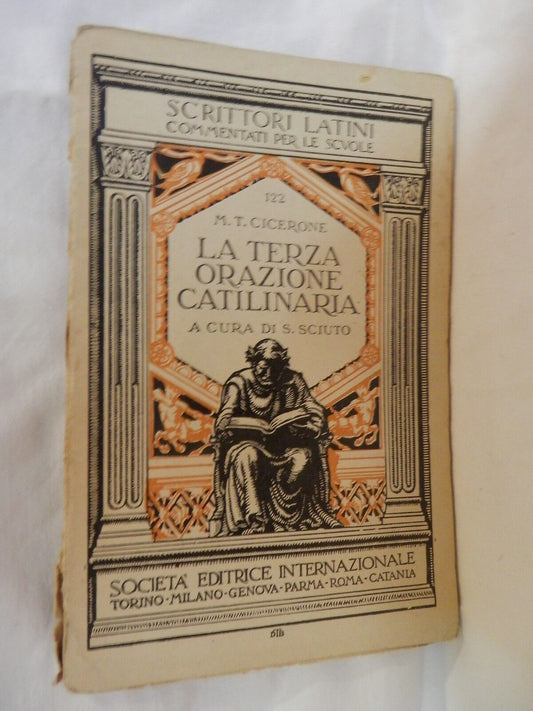 SCRITTORI LATINI
COMMENTATI PER LE SCVOLE
122
M. T. CICERONE
LA TERZA
ORAZIONE
CATILINARIA
A CURA DI S. SCIUTO
SOCIETÀ EDITRICE INTERNAZIONALE
TORINO - MILANO - GENOVA - PARMA - ROMA - CATANIA